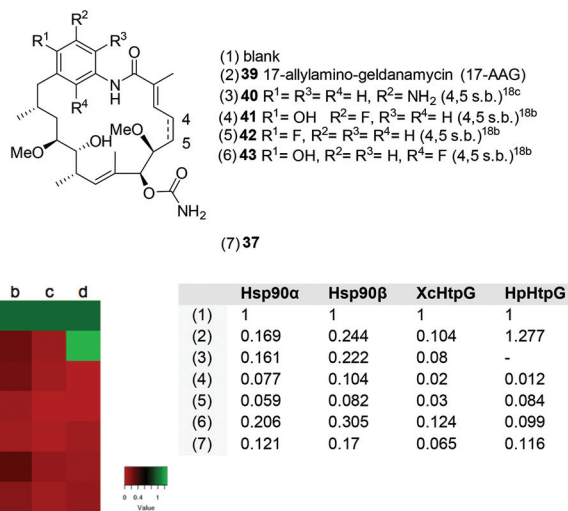 R²
R¹
R³
O
N
H
R⁴
4
5
MeO
OH
MeO
O
O
NH₂
(1) blank
(2) 39 17-allylamino-geldanamycin (17-AAG)
(3) 40 R¹= R³= R⁴= H, R²= NH₂ (4,5 s.b.)¹⁸ᶜ
(4) 41 R¹= OH R²= F, R³= R⁴= H (4,5 s.b.)¹⁸ᵇ
(5) 42 R¹= F, R²= R³= R⁴= H (4,5 s.b.)¹⁸ᵇ
(6) 43 R¹= OH, R²= R³= H, R⁴= F (4,5 s.b.)¹⁸ᵇ
(7) 37
b c d
0 0.4 1
Value
Hsp90α Hsp90β XcHtpG HpHtpG
(1) 1 1 1 1
(2) 0.169 0.244 0.104 1.277
(3) 0.161 0.222 0.08 -
(4) 0.077 0.104 0.02 0.012
(5) 0.059 0.082 0.03 0.084
(6) 0.206 0.305 0.124 0.099
(7) 0.121 0.17 0.065 0.116